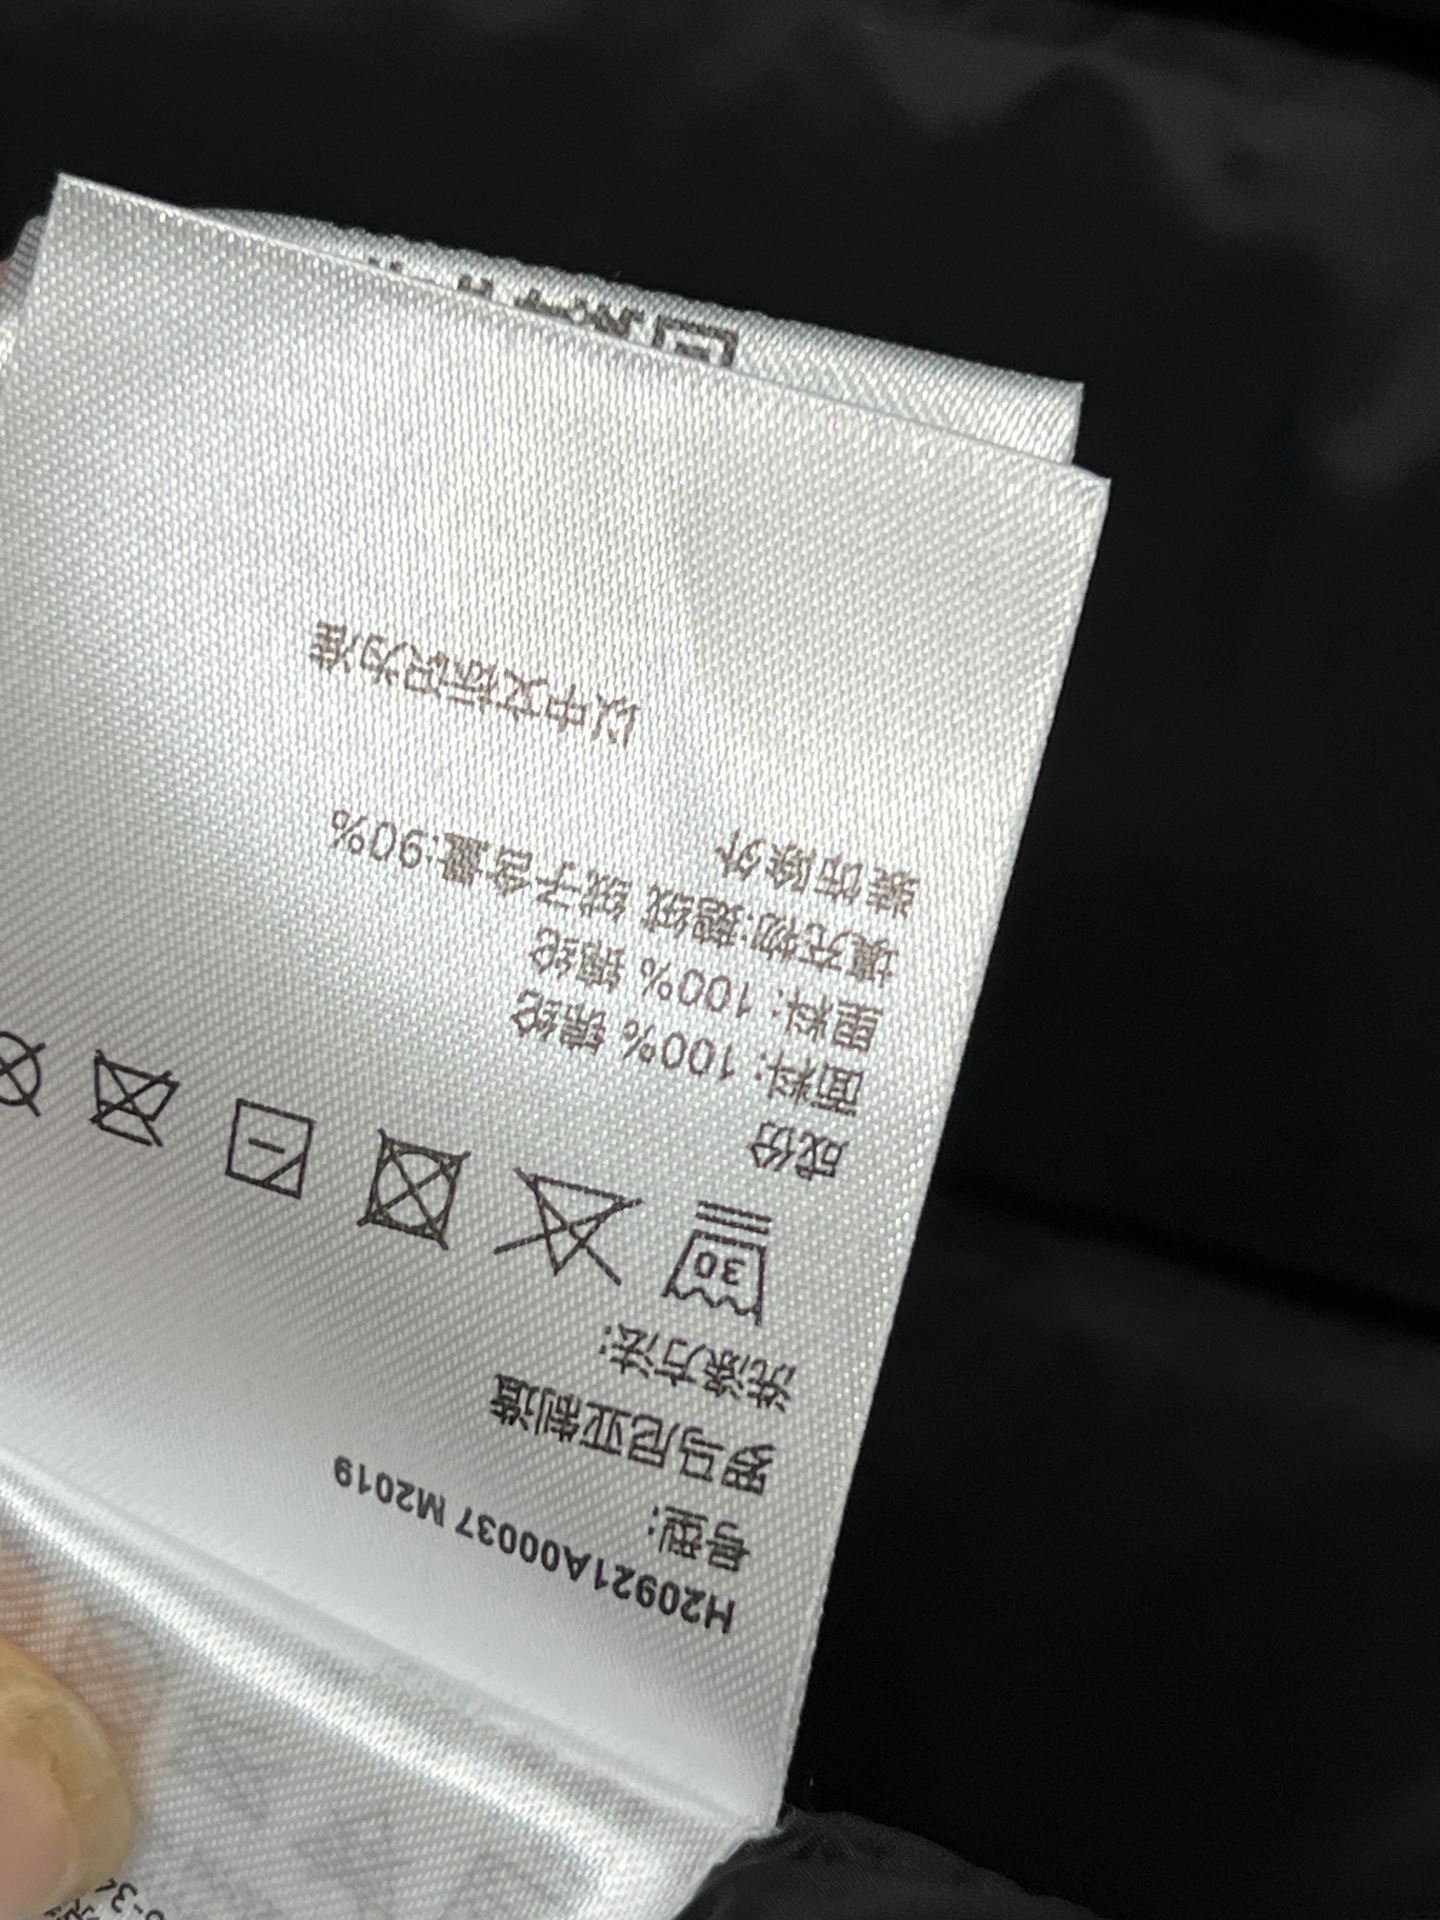 H20921A00037 M2019
号型:
罗马尼亚制造
洗涤方法:
30
成份
面料: 100% 锦纶
里料: 100% 锦纶
填充物:鹅绒 绒子含量:90%
装饰除外
以中文标识为准